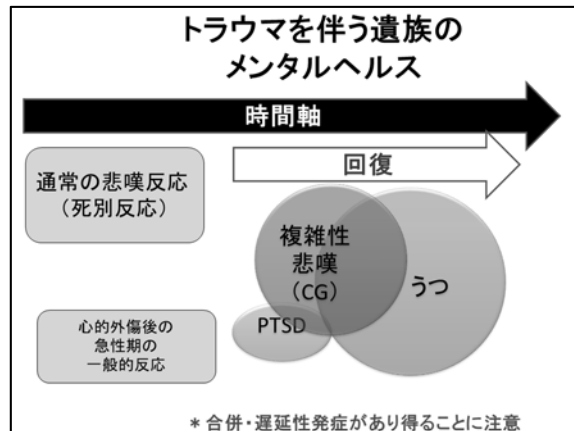 トラウマを伴う遺族の
メンタルヘルス
時間軸
回復
通常の悲嘆反応
（死別反応）
複雑性
悲嘆
（CG）
うつ
PTSD
心的外傷後の
急性期の
一般的反応
＊合併・遅延性発症があり得ることに注意